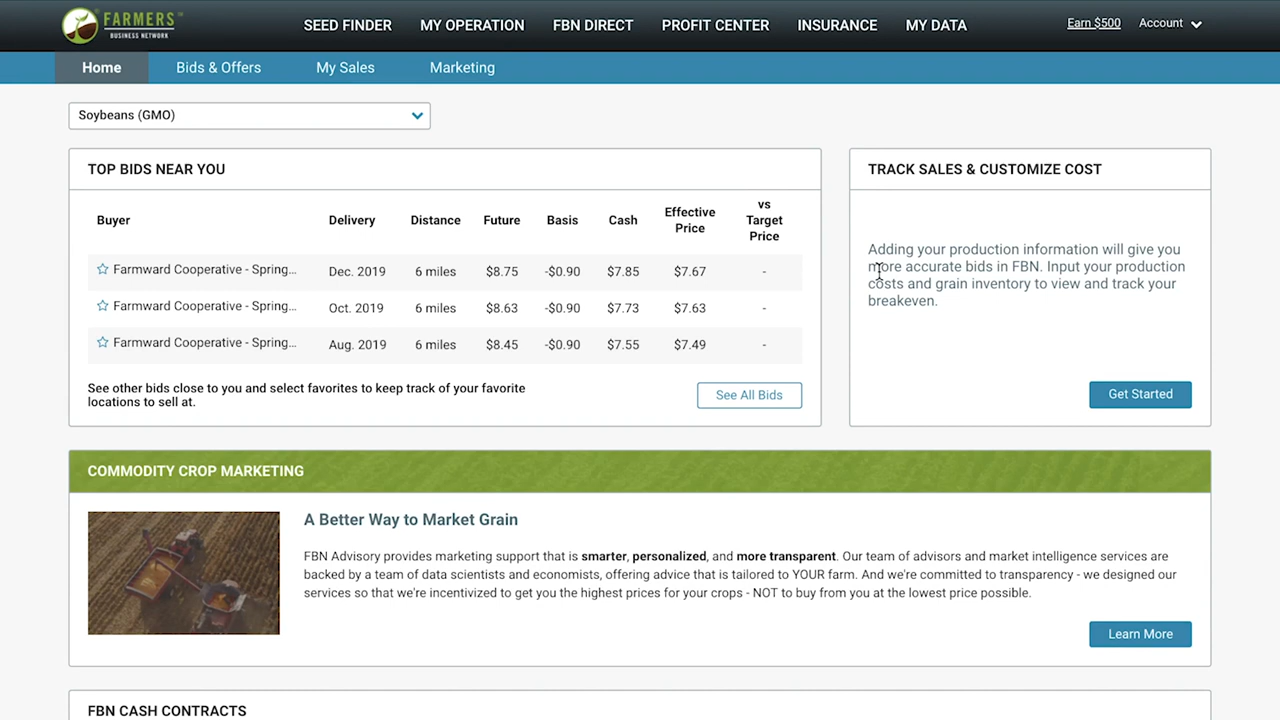 FARMERS
BUSINESS NETWORK
SEED FINDER MY OPERATION FBN DIRECT PROFIT CENTER INSURANCE MY DATA Earn $500 Account
Home Bids & Offers My Sales Marketing
Soybeans (GMO)
TOP BIDS NEAR YOU
Buyer Delivery Distance Future Basis Cash Effective Price vs Target Price
Farmward Cooperative - Spring... Dec. 2019 6 miles $8.75 -$0.90 $7.85 $7.67 -
Farmward Cooperative - Spring... Oct. 2019 6 miles $8.63 -$0.90 $7.73 $7.63 -
Farmward Cooperative - Spring... Aug. 2019 6 miles $8.45 -$0.90 $7.55 $7.49 -
See other bids close to you and select favorites to keep track of your favorite
locations to sell at.
See All Bids
TRACK SALES & CUSTOMIZE COST
Adding your production information will give you
more accurate bids in FBN. Input your production
costs and grain inventory to view and track your
breakeven.
Get Started
COMMODITY CROP MARKETING
A Better Way to Market Grain
FBN Advisory provides marketing support that is smarter, personalized, and more transparent. Our team of advisors and market intelligence services are
backed by a team of data scientists and economists, offering advice that is tailored to YOUR farm. And we're committed to transparency - we designed our
services so that we're incentivized to get you the highest prices for your crops - NOT to buy from you at the lowest price possible.
Learn More
FBN CASH CONTRACTS